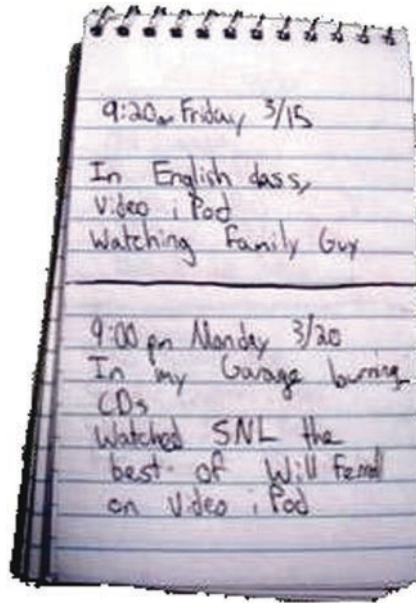 9:20am Friday 3/15
In English class,
Video iPod
Watching Family Guy
9:00 pm Monday 3/20
In my Garage burning
CDs
Watched SNL the
best of Will Ferrell
on Video iPod